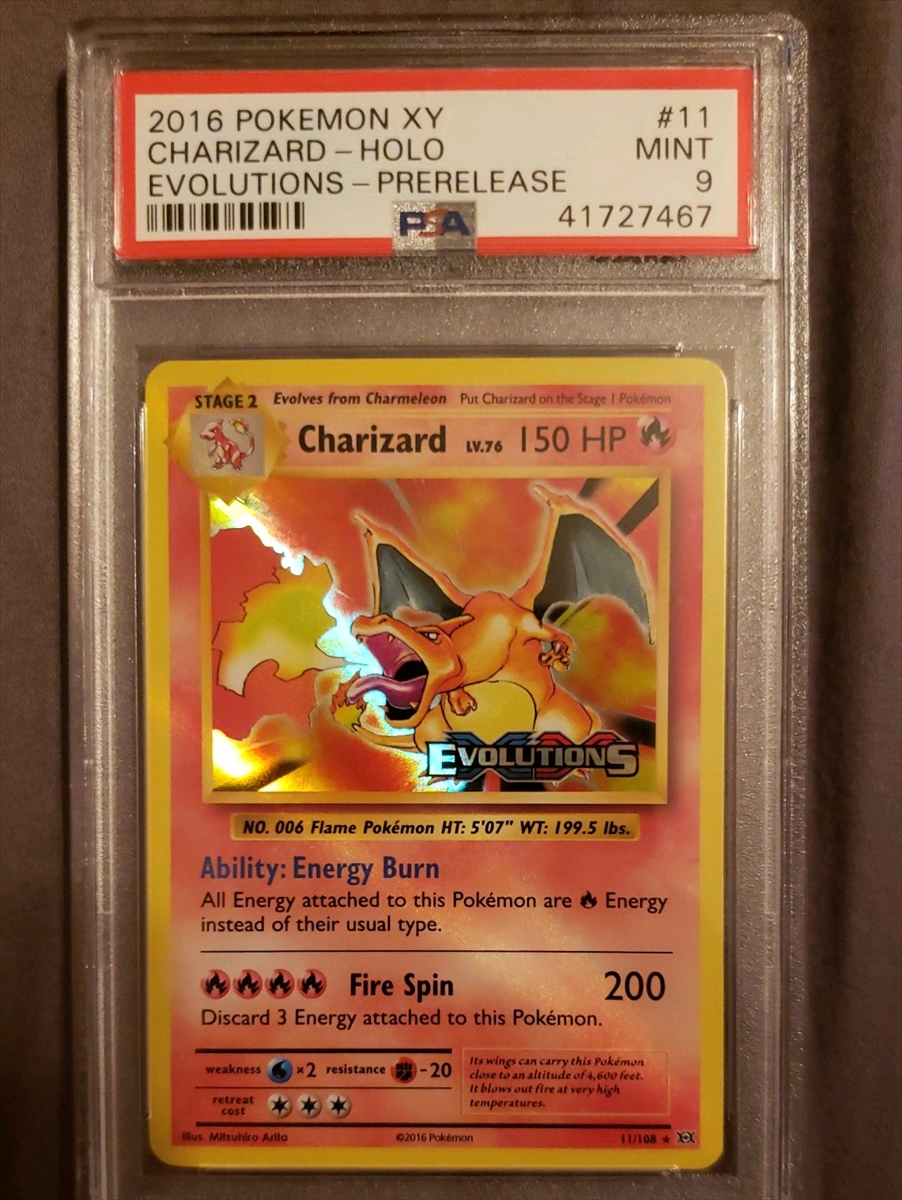 2016 POKEMON XY #11
CHARIZARD – HOLO MINT
EVOLUTIONS – PRERELEASE 9
PSA 41727467
STAGE 2 Evolves from Charmeleon Put Charizard on the Stage 1 Pokémon
Charizard LV.76 150 HP
EVOLUTIONS
NO. 006 Flame Pokémon HT: 5'07" WT: 199.5 lbs.
Ability: Energy Burn
All Energy attached to this Pokémon are Energy
instead of their usual type.
Fire Spin 200
Discard 3 Energy attached to this Pokémon.
weakness ×2 resistance -20
retreat
cost
Its wings can carry this Pokémon
close to an altitude of 4,600 feet.
It blows out fire at very high
temperatures.
Illus. Mitsuhiro Arita ©2016 Pokémon 11/108 ★ XY